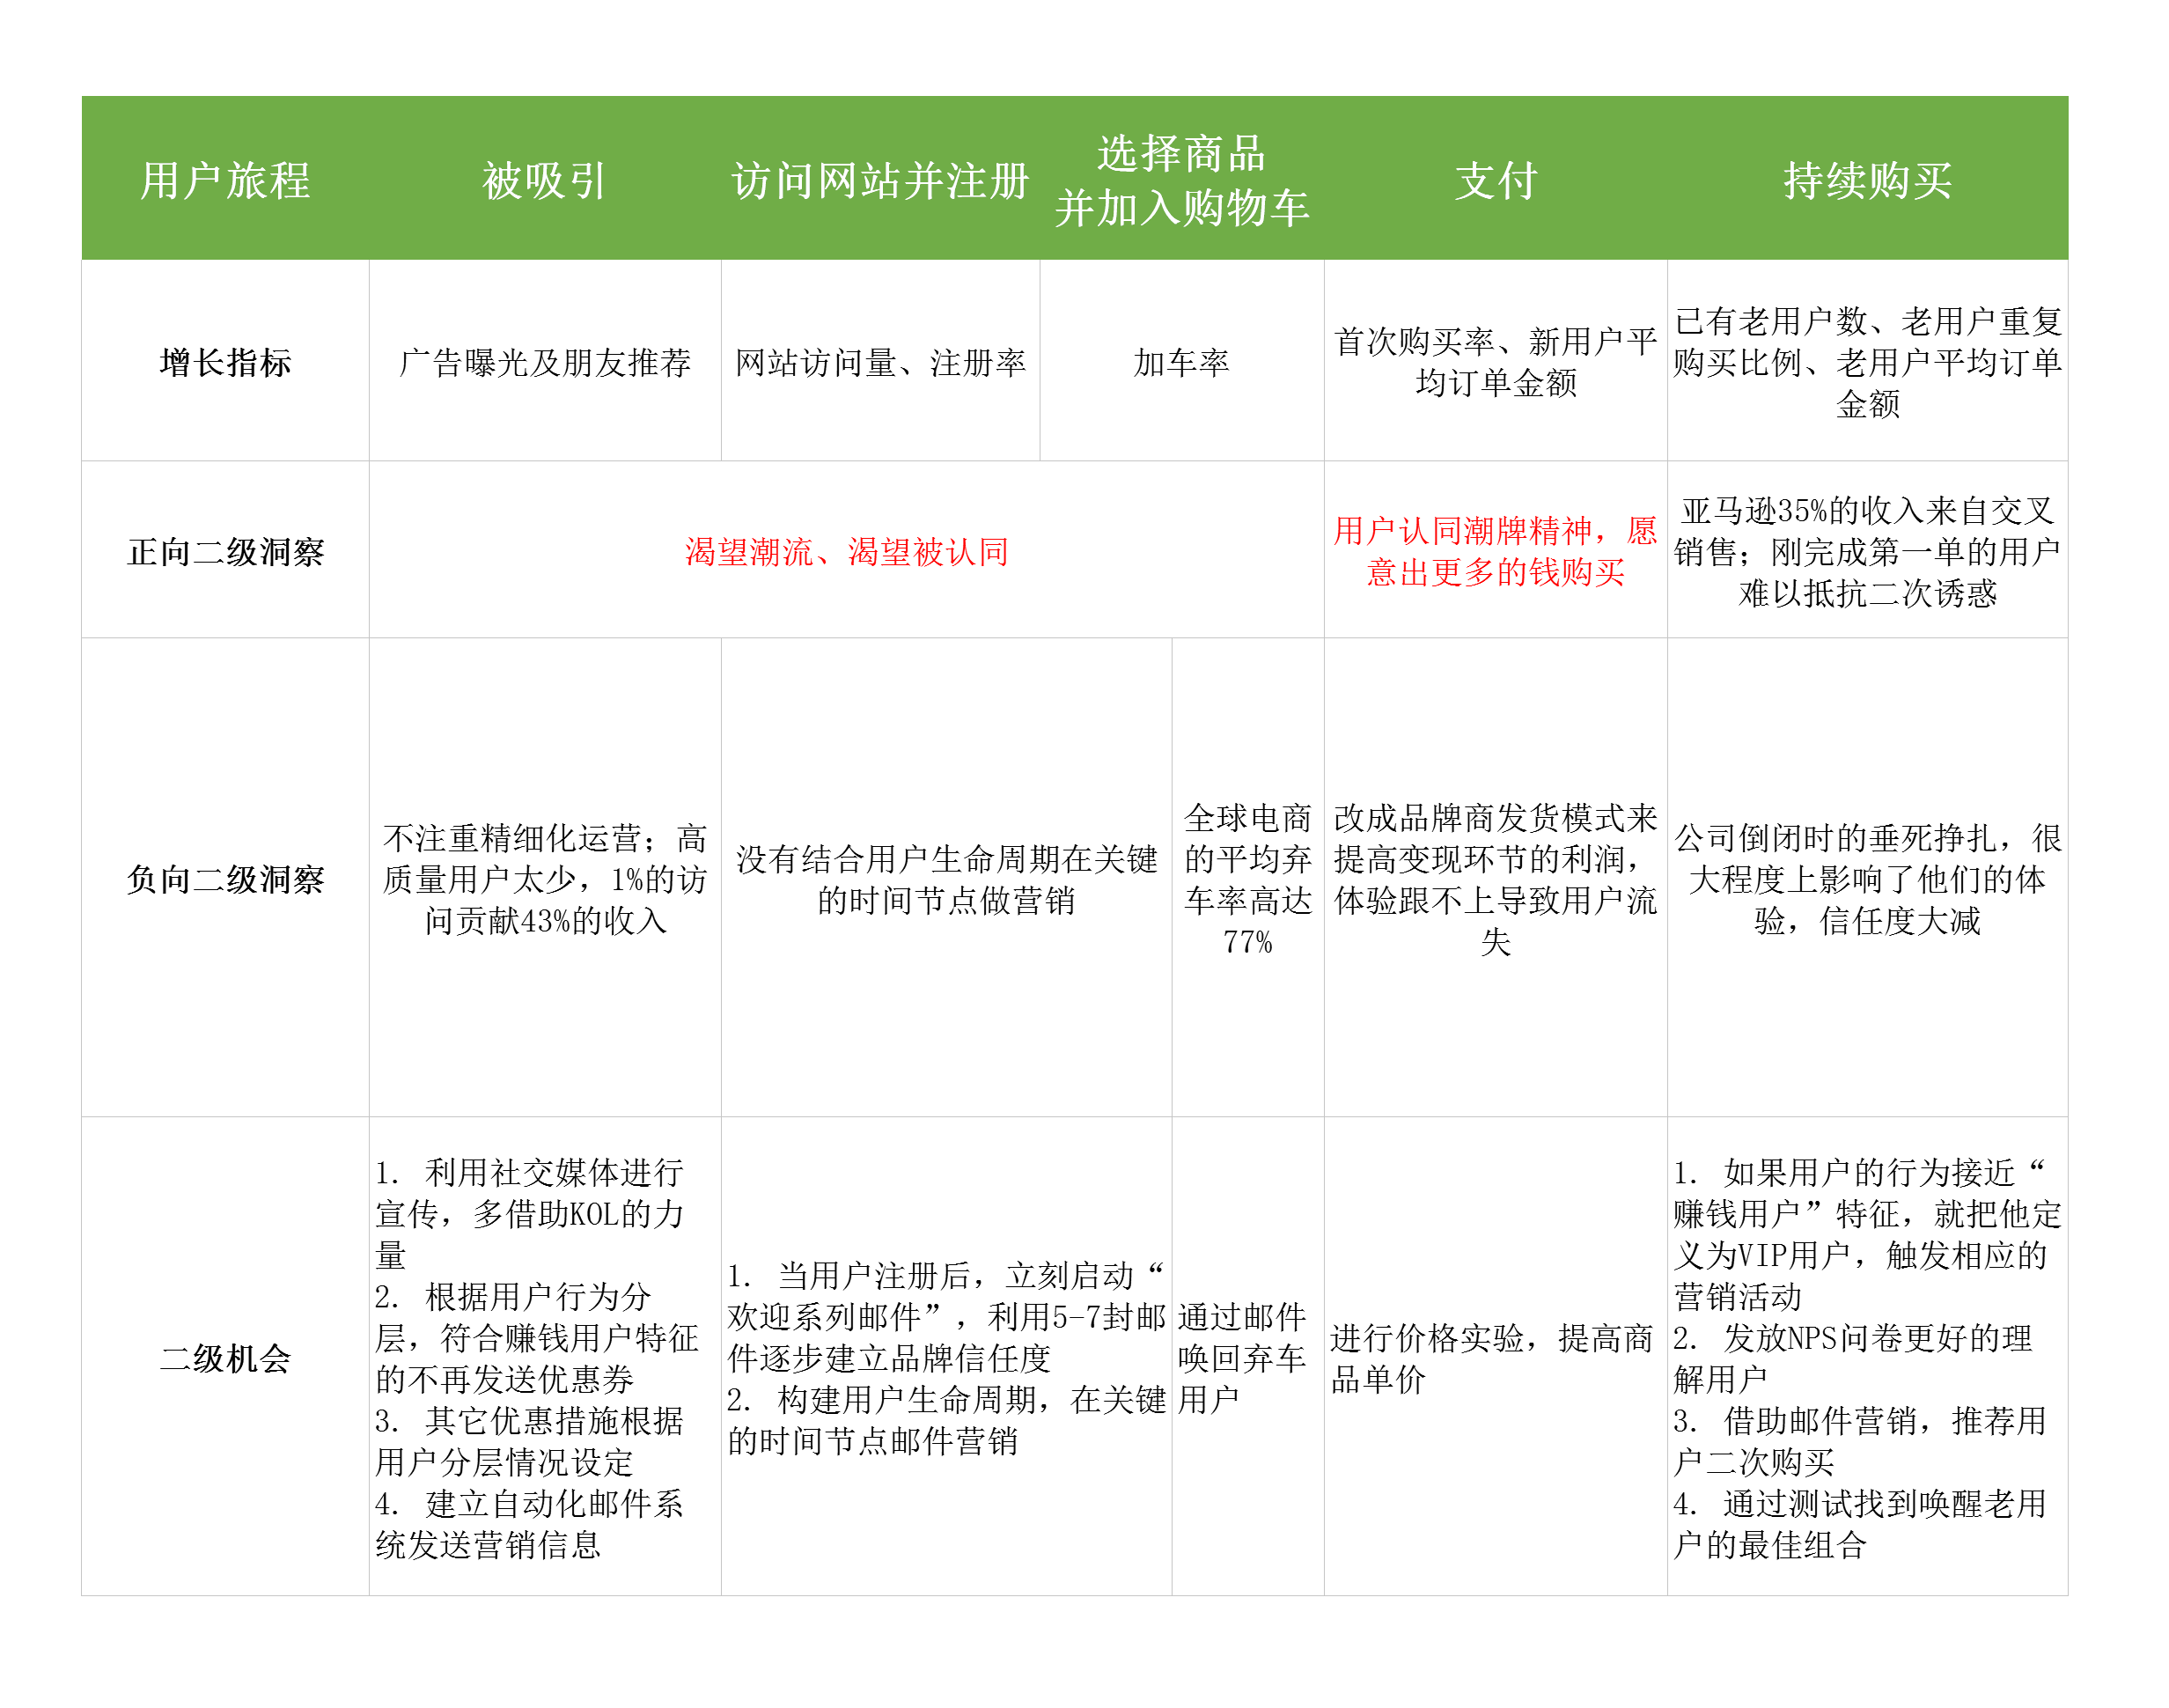 用户旅程
被吸引
访问网站并注册
选择商品
并加入购物车
支付
持续购买
增长指标
广告曝光及朋友推荐
网站访问量、注册率
加车率
首次购买率、新用户平
均订单金额
已有老用户数、老用户重复
购买比例、老用户平均订单
金额
正向二级洞察
渴望潮流、渴望被认同
用户认同潮牌精神，愿
意出更多的钱购买
亚马逊35%的收入来自交叉
销售；刚完成第一单的用户
难以抵抗二次诱惑
负向二级洞察
不注重精细化运营；高
质量用户太少，1%的访
问贡献43%的收入
没有结合用户生命周期在关键
的时间节点做营销
全球电商
的平均弃
车率高达
77%
改成品牌商发货模式来
提高变现环节的利润，
体验跟不上导致用户流
失
公司倒闭时的垂死挣扎，很
大程度上影响了他们的体
验，信任度大减
二级机会
1. 利用社交媒体进行
宣传，多借助KOL的力
量
2. 根据用户行为分
层，符合赚钱用户特征
的不再发送优惠券
3. 其它优惠措施根据
用户分层情况设定
4. 建立自动化邮件系
统发送营销信息
1. 当用户注册后，立刻启动“
欢迎系列邮件”，利用5-7封邮
件逐步建立品牌信任度
2. 构建用户生命周期，在关键
的时间节点邮件营销
通过邮件
唤回弃车
用户
进行价格实验，提高商
品单价
1. 如果用户的行为接近“
赚钱用户”特征，就把他定
义为VIP用户，触发相应的
营销活动
2. 发放NPS问卷更好的理
解用户
3. 借助邮件营销，推荐用
户二次购买
4. 通过测试找到唤醒老用
户的最佳组合